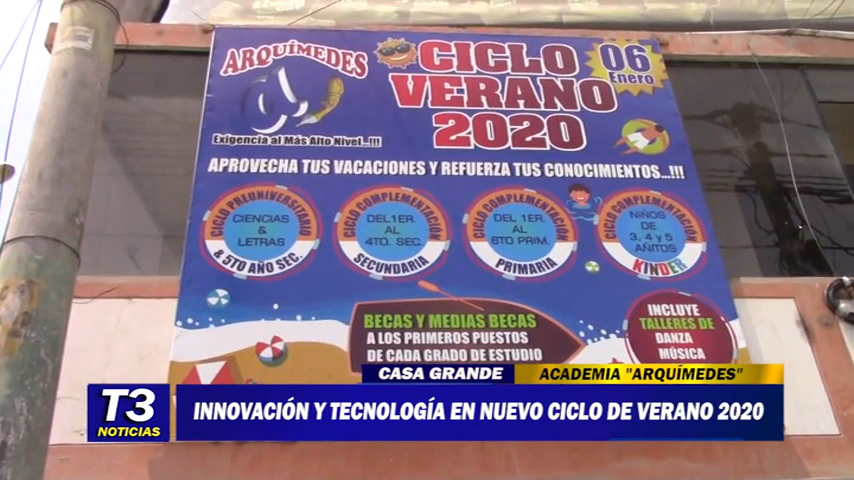 ARQUÍMEDES
Exigencia al Más Alto Nivel...!!!
CICLO
VERANO
2020
06
Enero
APROVECHA TUS VACACIONES Y REFUERZA TUS CONOCIMIENTOS...!!!
CICLO PREUNIVERSITARIO
CIENCIAS
&
LETRAS
& 5TO AÑO SEC.
CICLO COMPLEMENTACIÓN
DEL 1ER.
AL
4TO. SEC.
SECUNDARIA
CICLO COMPLEMENTACIÓN
DEL 1ER.
AL
6TO PRIM.
PRIMARIA
CICLO COMPLEMENTACIÓN
NIÑOS
DE
3, 4 y 5
AÑITOS
KINDER
BECAS Y MEDIAS BECAS
A LOS PRIMEROS PUESTOS
DE CADA GRADO DE ESTUDIO
INCLUYE
TALLERES DE
DANZA
MÚSICA
CASA GRANDE
ACADEMIA "ARQUÍMEDES"
T3
NOTICIAS
INNOVACIÓN Y TECNOLOGÍA EN NUEVO CICLO DE VERANO 2020